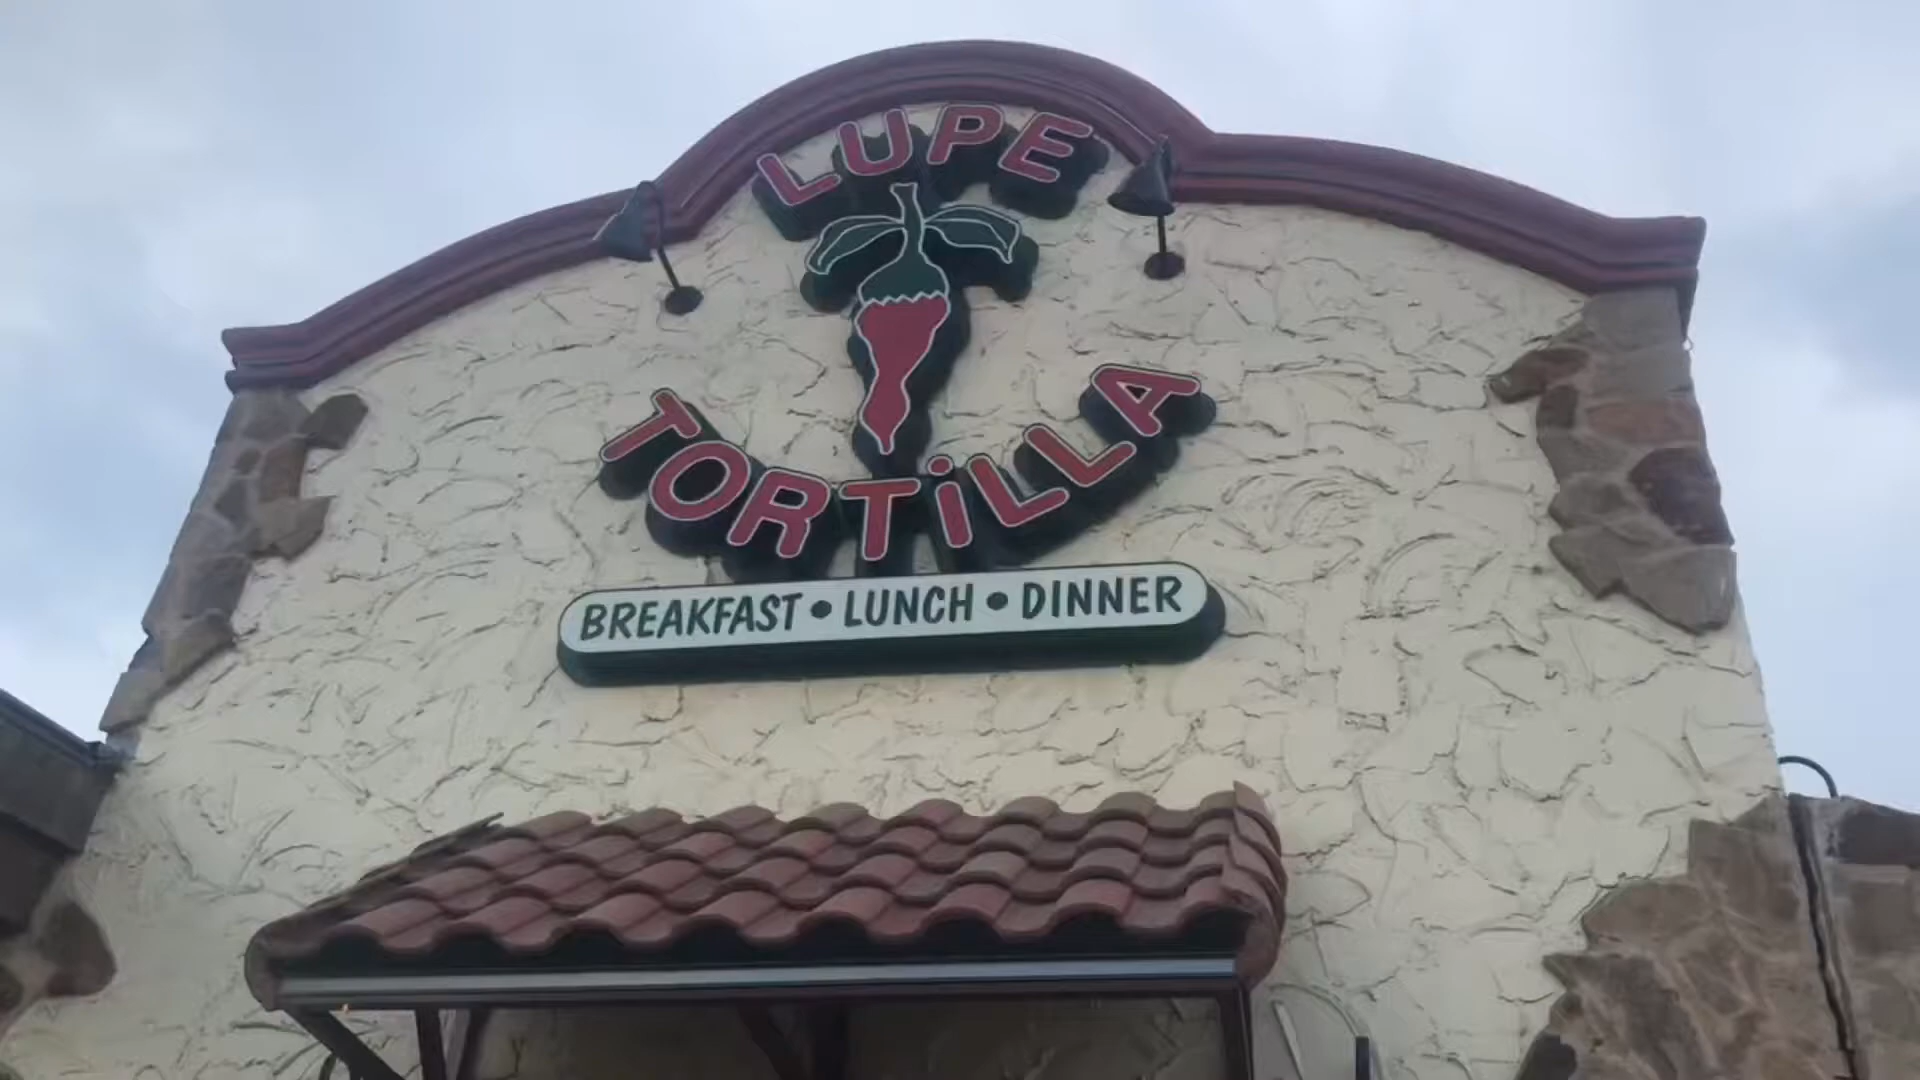 LUPE
TORTiLLA
BREAKFAST • LUNCH • DINNER